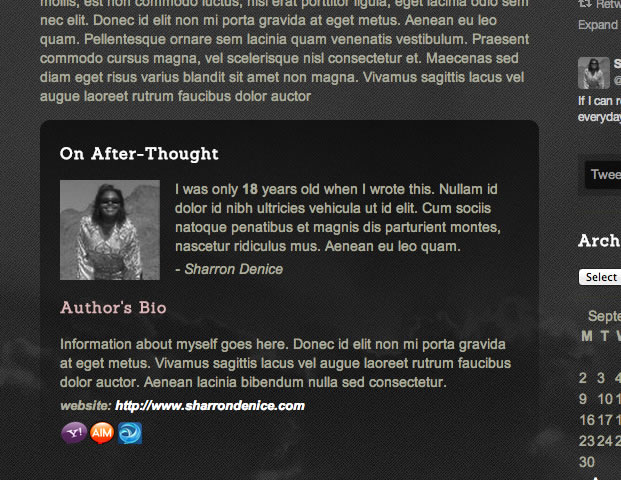 mollis, est non commodo luctus, nisi erat porttitor ligula, eget lacinia odio sem
nec elit. Donec id elit non mi porta gravida at eget metus. Aenean eu leo
quam. Pellentesque ornare sem lacinia quam venenatis vestibulum. Praesent
commodo cursus magna, vel scelerisque nisl consectetur et. Maecenas sed
diam eget risus varius blandit sit amet non magna. Vivamus sagittis lacus vel
augue laoreet rutrum faucibus dolor auctor
On After-Thought
I was only 18 years old when I wrote this. Nullam id
dolor id nibh ultricies vehicula ut id elit. Cum sociis
natoque penatibus et magnis dis parturient montes,
nascetur ridiculus mus. Aenean eu leo quam.
- Sharron Denice
Author's Bio
Information about myself goes here. Donec id elit non mi porta gravida
at eget metus. Vivamus sagittis lacus vel augue laoreet rutrum faucibus
dolor auctor. Aenean lacinia bibendum nulla sed consectetur.
website: http://www.sharrondenice.com
Y! AIM
Retw
Expand
S
@
If I can r
everyday
Twee
Arch
Select
Septe
M T W
2 3 4
9 10 1
16 17 1
23 24 2
30